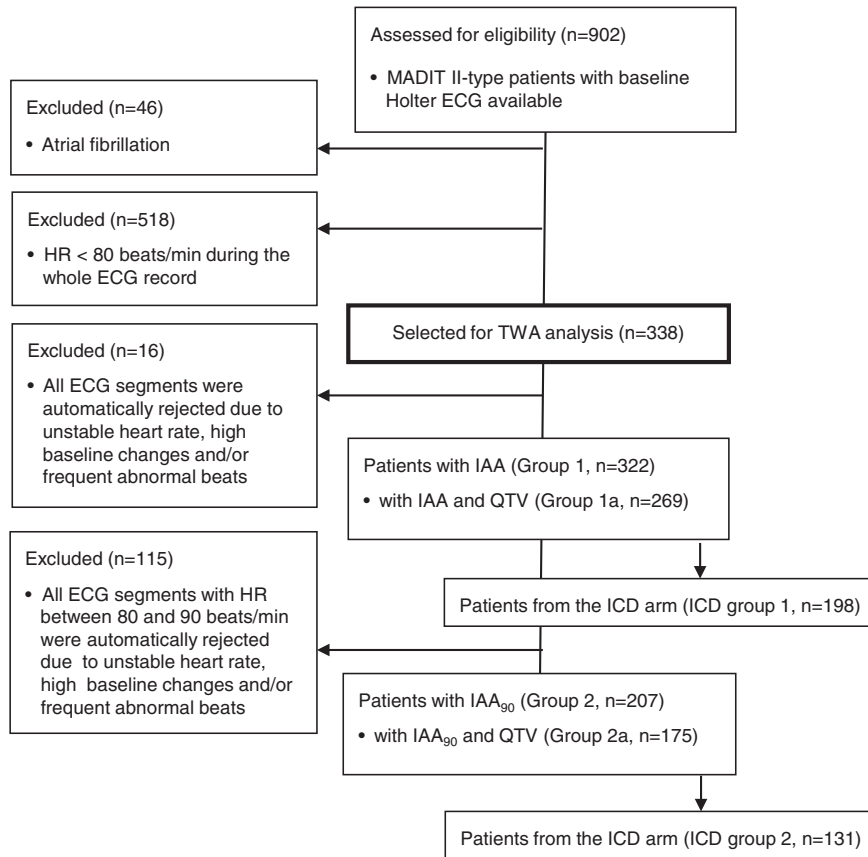 Assessed for eligibility (n=902)
• MADIT II-type patients with baseline
Holter ECG available
Excluded (n=46)
• Atrial fibrillation
Excluded (n=518)
• HR < 80 beats/min during the
whole ECG record
Selected for TWA analysis (n=338)
Excluded (n=16)
• All ECG segments were
automatically rejected due to
unstable heart rate, high
baseline changes and/or
frequent abnormal beats
Patients with IAA (Group 1, n=322)
• with IAA and QTV (Group 1a, n=269)
Excluded (n=115)
• All ECG segments with HR
between 80 and 90 beats/min
were automatically rejected
due to unstable heart rate,
high baseline changes and/or
frequent abnormal beats
Patients from the ICD arm (ICD group 1, n=198)
Patients with IAA₉₀ (Group 2, n=207)
• with IAA₉₀ and QTV (Group 2a, n=175)
Patients from the ICD arm (ICD group 2, n=131)